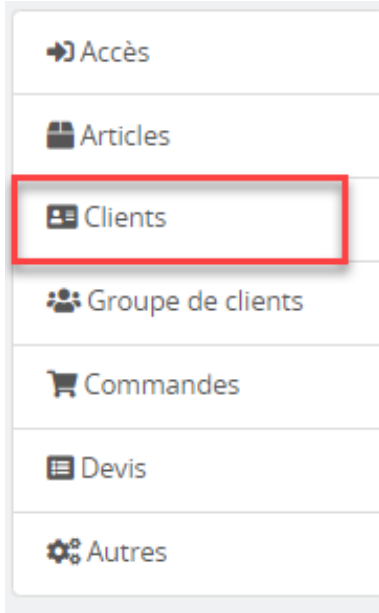 Accès
Articles
Clients
Groupe de clients
Commandes
Devis
Autres